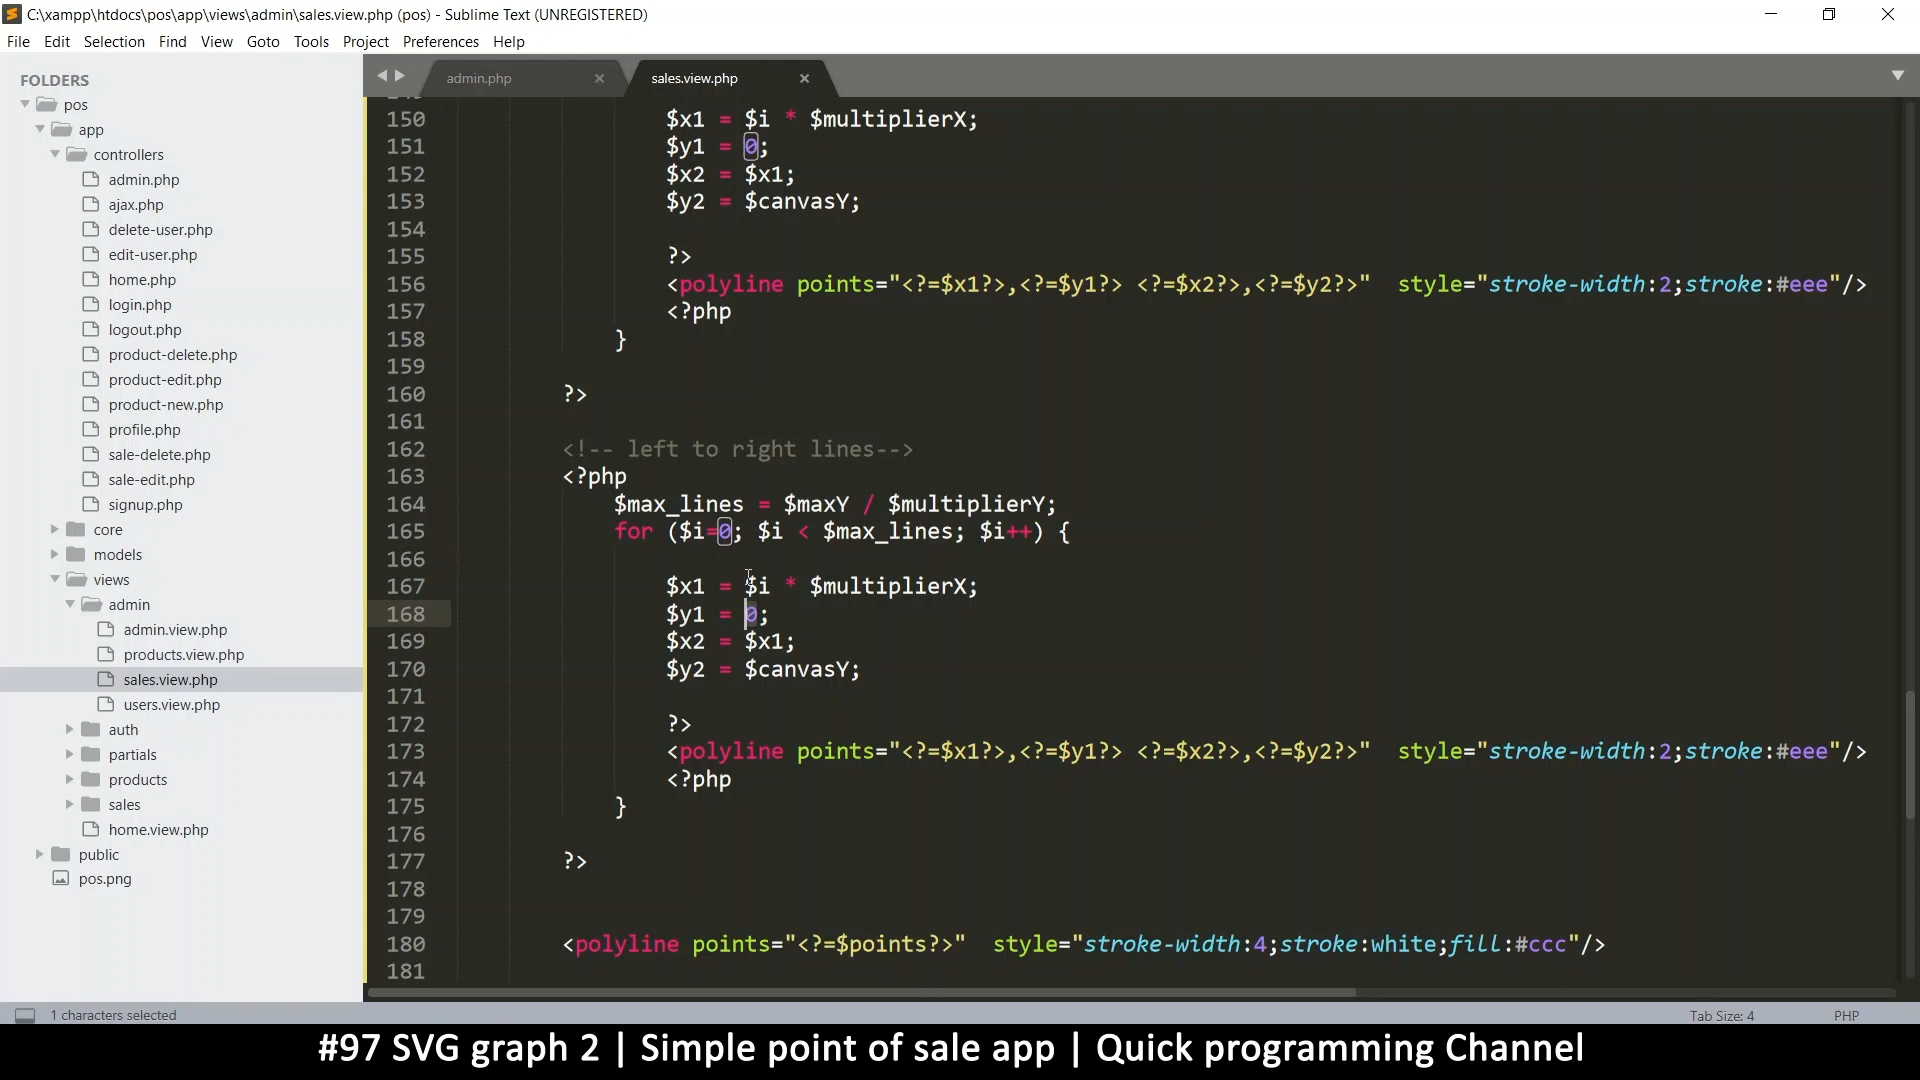 C:\xampp\htdocs\pos\app\views\admin\sales.view.php (pos) - Sublime Text (UNREGISTERED)
File Edit Selection Find View Goto Tools Project Preferences Help
FOLDERS
pos
app
controllers
admin.php
ajax.php
delete-user.php
edit-user.php
home.php
login.php
logout.php
product-delete.php
product-edit.php
product-new.php
profile.php
sale-delete.php
sale-edit.php
signup.php
core
models
views
admin
admin.view.php
products.view.php
sales.view.php
users.view.php
auth
partials
products
sales
home.view.php
public
pos.png
admin.php sales.view.php
150 $x1 = $i * $multiplierX;
151 $y1 = 0;
152 $x2 = $x1;
153 $y2 = $canvasY;
154
155 ?>
156 <polyline points="<?=$x1?>,<?=$y1?> <?=$x2?>,<?=$y2?>"  style="stroke-width:2;stroke:#eee"/>
157 <?php
158 }
159
160 ?>
161
162 <!-- left to right lines-->
163 <?php
164 $max_lines = $maxY / $multiplierY;
165 for ($i=0; $i < $max_lines; $i++) {
166
167 $x1 = $i * $multiplierX;
168 $y1 = 0;
169 $x2 = $x1;
170 $y2 = $canvasY;
171
172 ?>
173 <polyline points="<?=$x1?>,<?=$y1?> <?=$x2?>,<?=$y2?>"  style="stroke-width:2;stroke:#eee"/>
174 <?php
175 }
176
177 ?>
178
179
180 <polyline points="<?=$points?>"  style="stroke-width:4;stroke:white;fill:#ccc"/>
181
1 characters selected Tab Size: 4 PHP
#97 SVG graph 2 | Simple point of sale app | Quick programming Channel